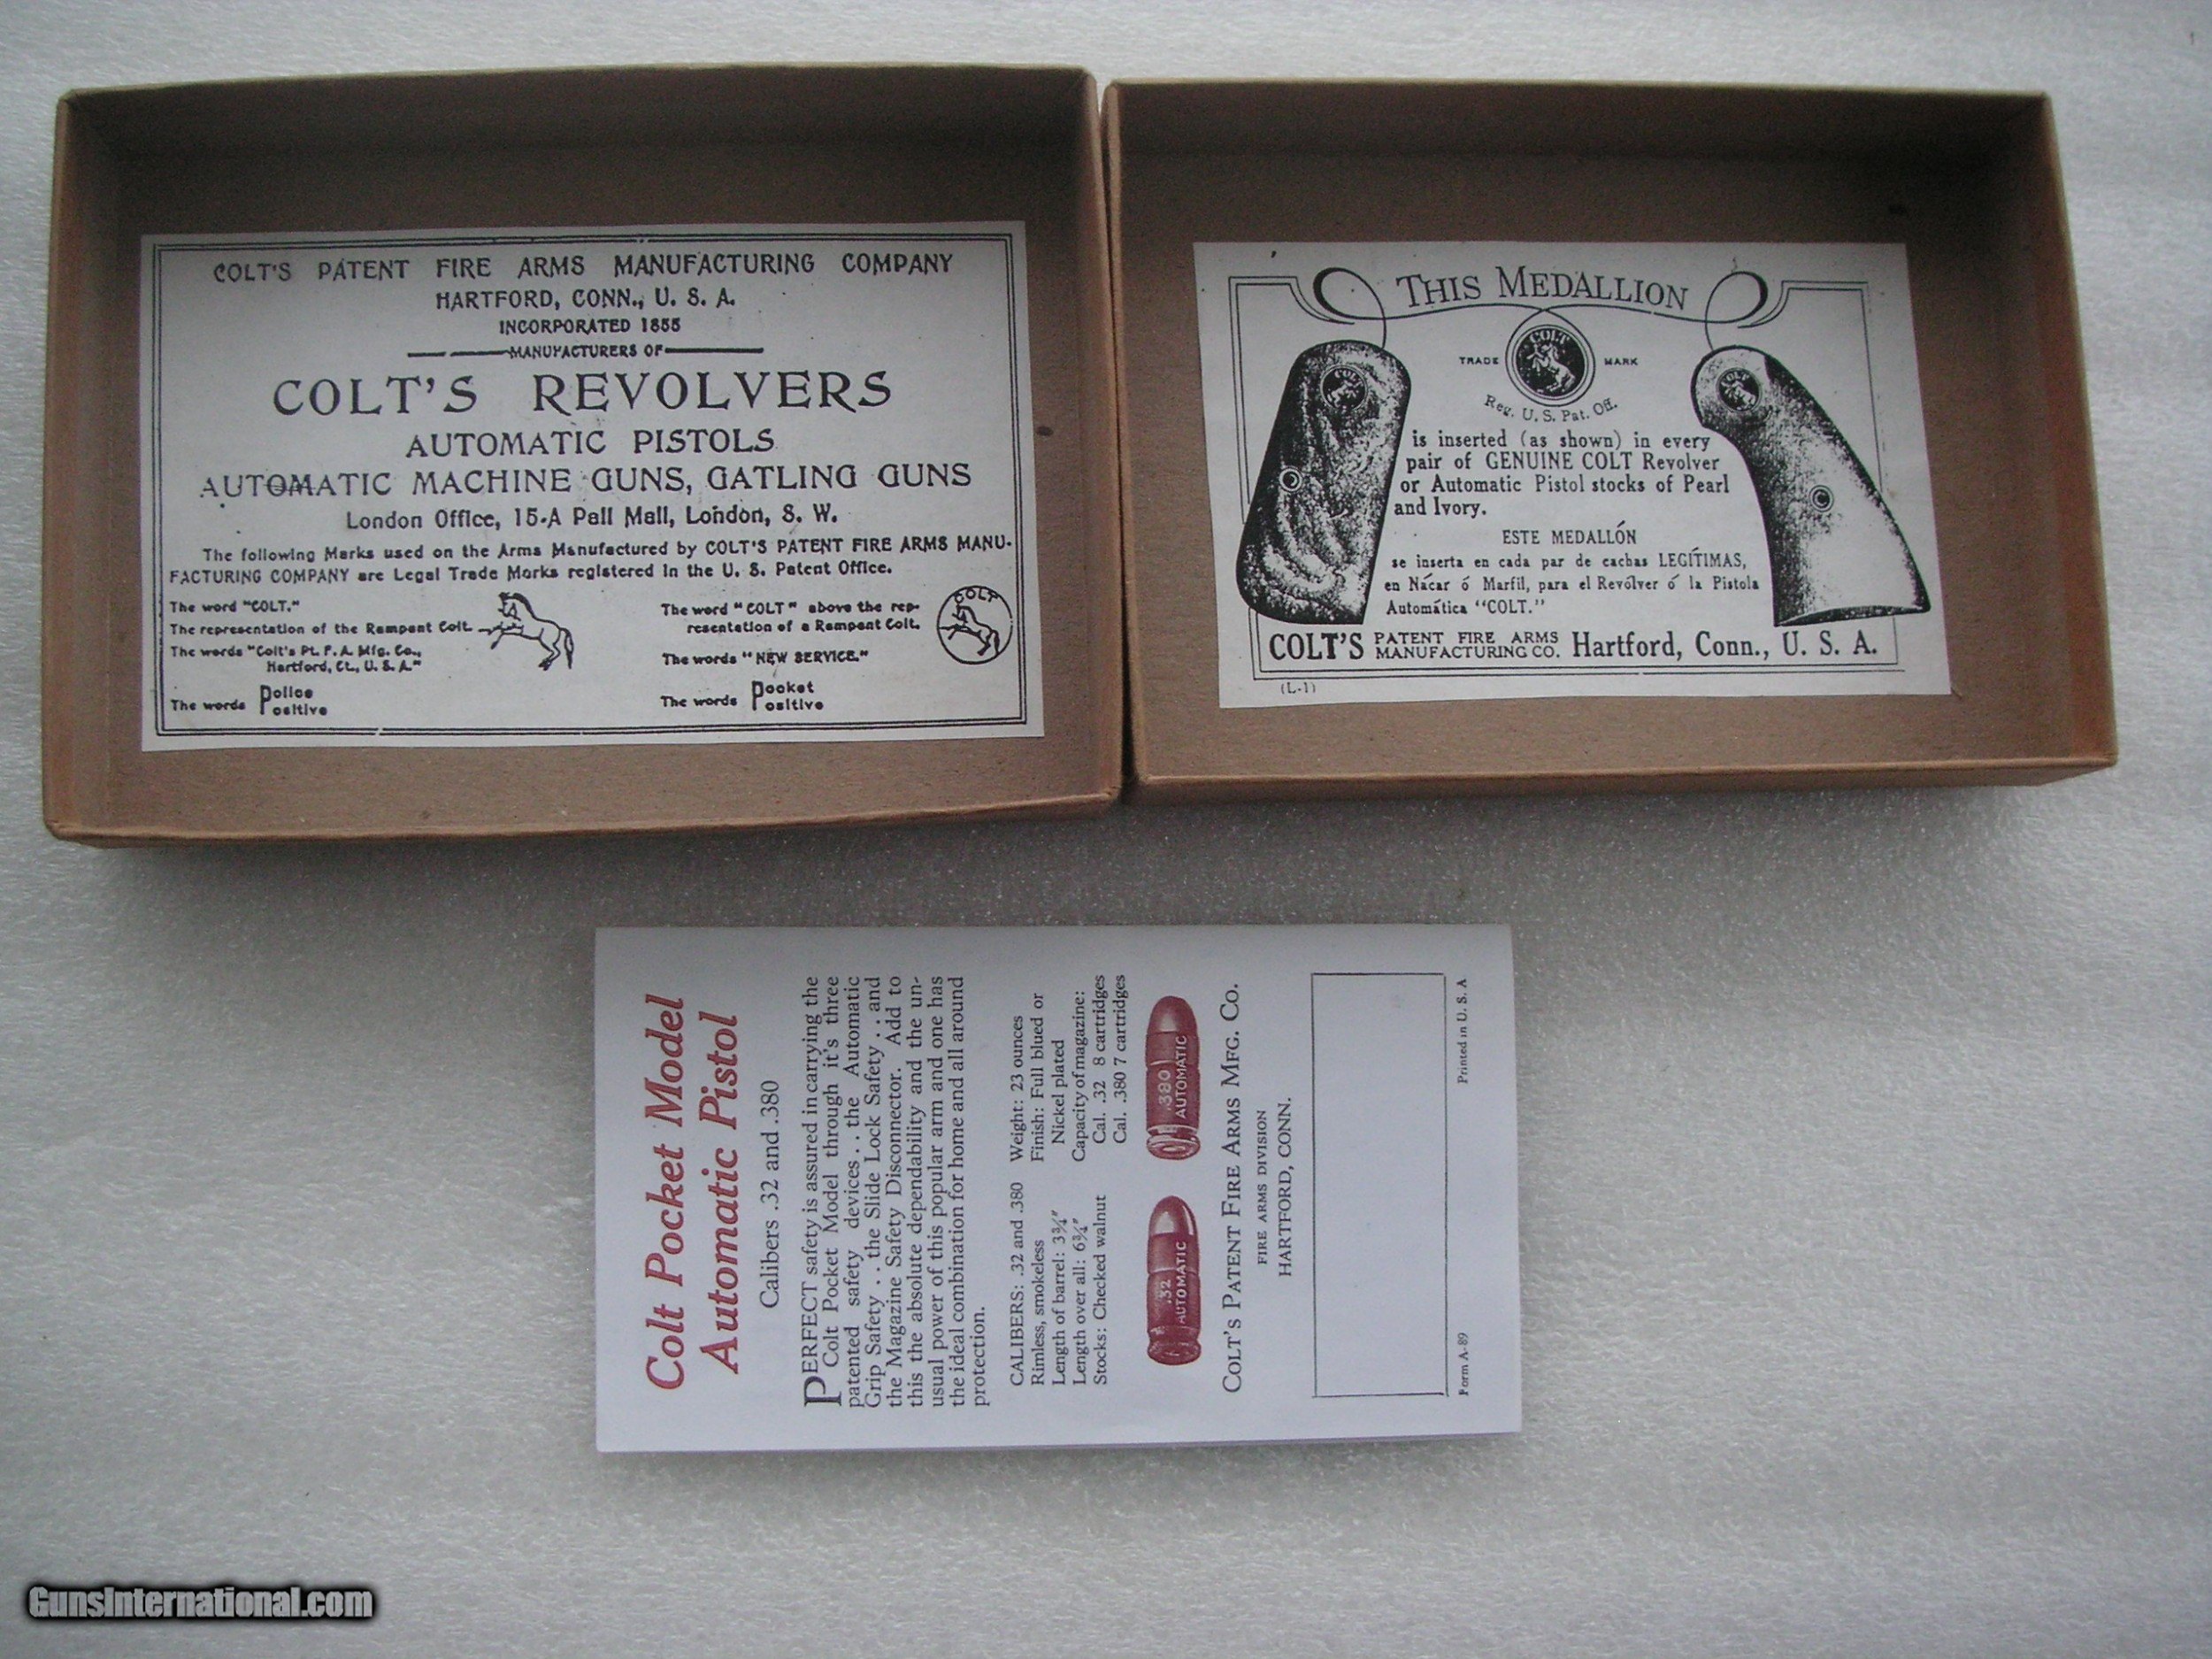 COLT'S PATENT FIRE ARMS MANUFACTURING COMPANY
HARTFORD, CONN., U. S. A.
INCORPORATED 1855
MANUFACTURERS OF
COLT'S REVOLVERS
AUTOMATIC PISTOLS
AUTOMATIC MACHINE GUNS, GATLING GUNS
London Office, 15-A Pall Mall, London, S. W.
The following Marks used on the Arms Manufactured by COLT'S PATENT FIRE ARMS MANU-
FACTURING COMPANY are Legal Trade Marks registered in the U. S. Patent Office.
The word "COLT."
The representation of the Rampant Colt.
The words "Colt's Pt. F. A. Mfg. Co.,
Hartford, Ct., U. S. A."
The words Police
Positive
The word "COLT" above the rep-
resentation of a Rampant Colt.
COLT
The words "NEW SERVICE."
The words Pocket
Positive
THIS MEDALLION
COLT
TRADE MARK
Reg. U. S. Pat. Off.
COLT
COLT
is inserted (as shown) in every
pair of GENUINE COLT Revolver
or Automatic Pistol stocks of Pearl
and Ivory.
ESTE MEDALLÓN
se inserta en cada par de cachas LEGÍTIMAS,
en Nácar ó Marfil, para el Revólver ó la Pistola
Automática "COLT."
COLT'S PATENT FIRE ARMS MANUFACTURING CO. Hartford, Conn., U. S. A.
(L-1)
Colt Pocket Model
Automatic Pistol
Calibers .32 and .380
PERFECT safety is assured in carrying the
Colt Pocket Model through it's three
patented safety devices . . the Automatic
Grip Safety . . the Slide Lock Safety . . and
the Magazine Safety Disconnector. Add to
this the absolute dependability and the un-
usual power of this popular arm and one has
the ideal combination for home and all around
protection.
CALIBERS: .32 and .380
Rimless, smokeless
Length of barrel: 3¾"
Length over all: 6¾"
Stocks: Checked walnut
Weight: 23 ounces
Finish: Full blued or
Nickel plated
Capacity of magazine:
Cal. .32 8 cartridges
Cal. .380 7 cartridges
.32
AUTOMATIC
.380
AUTOMATIC
COLT'S PATENT FIRE ARMS MFG. CO.
FIRE ARMS DIVISION
HARTFORD, CONN.
Form A-89
Printed in U. S. A
GunsInternational.com